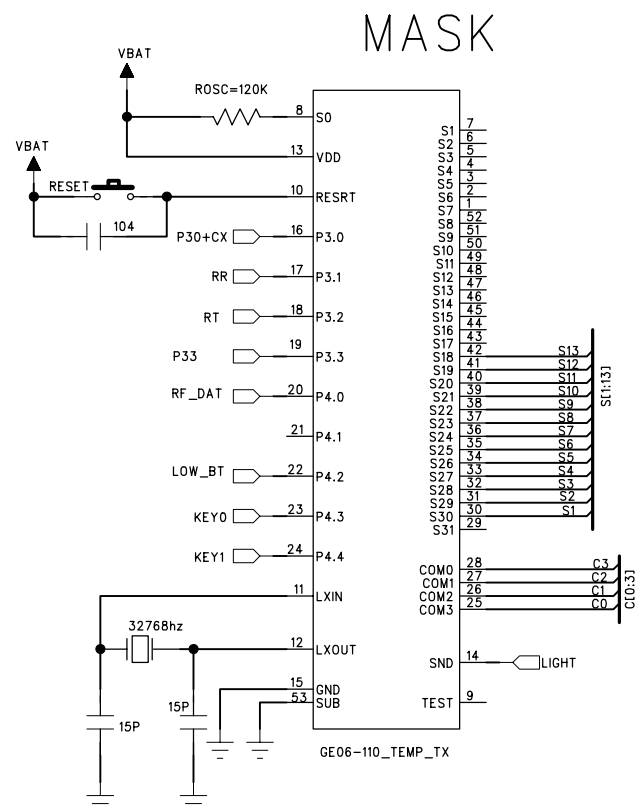 MASK
VBAT
ROSC=120K
8 S0
13 VDD
VBAT
RESET
10 RESRT
104
P30+CX 16 P3.0
RR 17 P3.1
RT 18 P3.2
P33 19 P3.3
RF_DAT 20 P4.0
21 P4.1
LOW_BT 22 P4.2
KEY0 23 P4.3
KEY1 24 P4.4
11 LXIN
32768hz
12 LXOUT
15 GND
53 SUB
15P
15P
S1 7
S2 6
S3 5
S4 4
S5 3
S6 2
S7 1
S8 52
S9 51
S10 50
S11 49
S12 48
S13 47
S14 46
S15 45
S16 44
S17 43
S18 42 S13
S19 41 S12
S20 40 S11
S21 39 S10
S22 38 S9
S23 37 S8
S24 36 S7
S25 35 S6
S26 34 S5
S27 33 S4
S28 32 S3
S29 31 S2
S30 30 S1
S31 29
S[1:13]
COM0 28 C3
COM1 27 C2
COM2 26 C1
COM3 25 C0
C[0:3]
SND 14 LIGHT
TEST 9
GE06-110_TEMP_TX